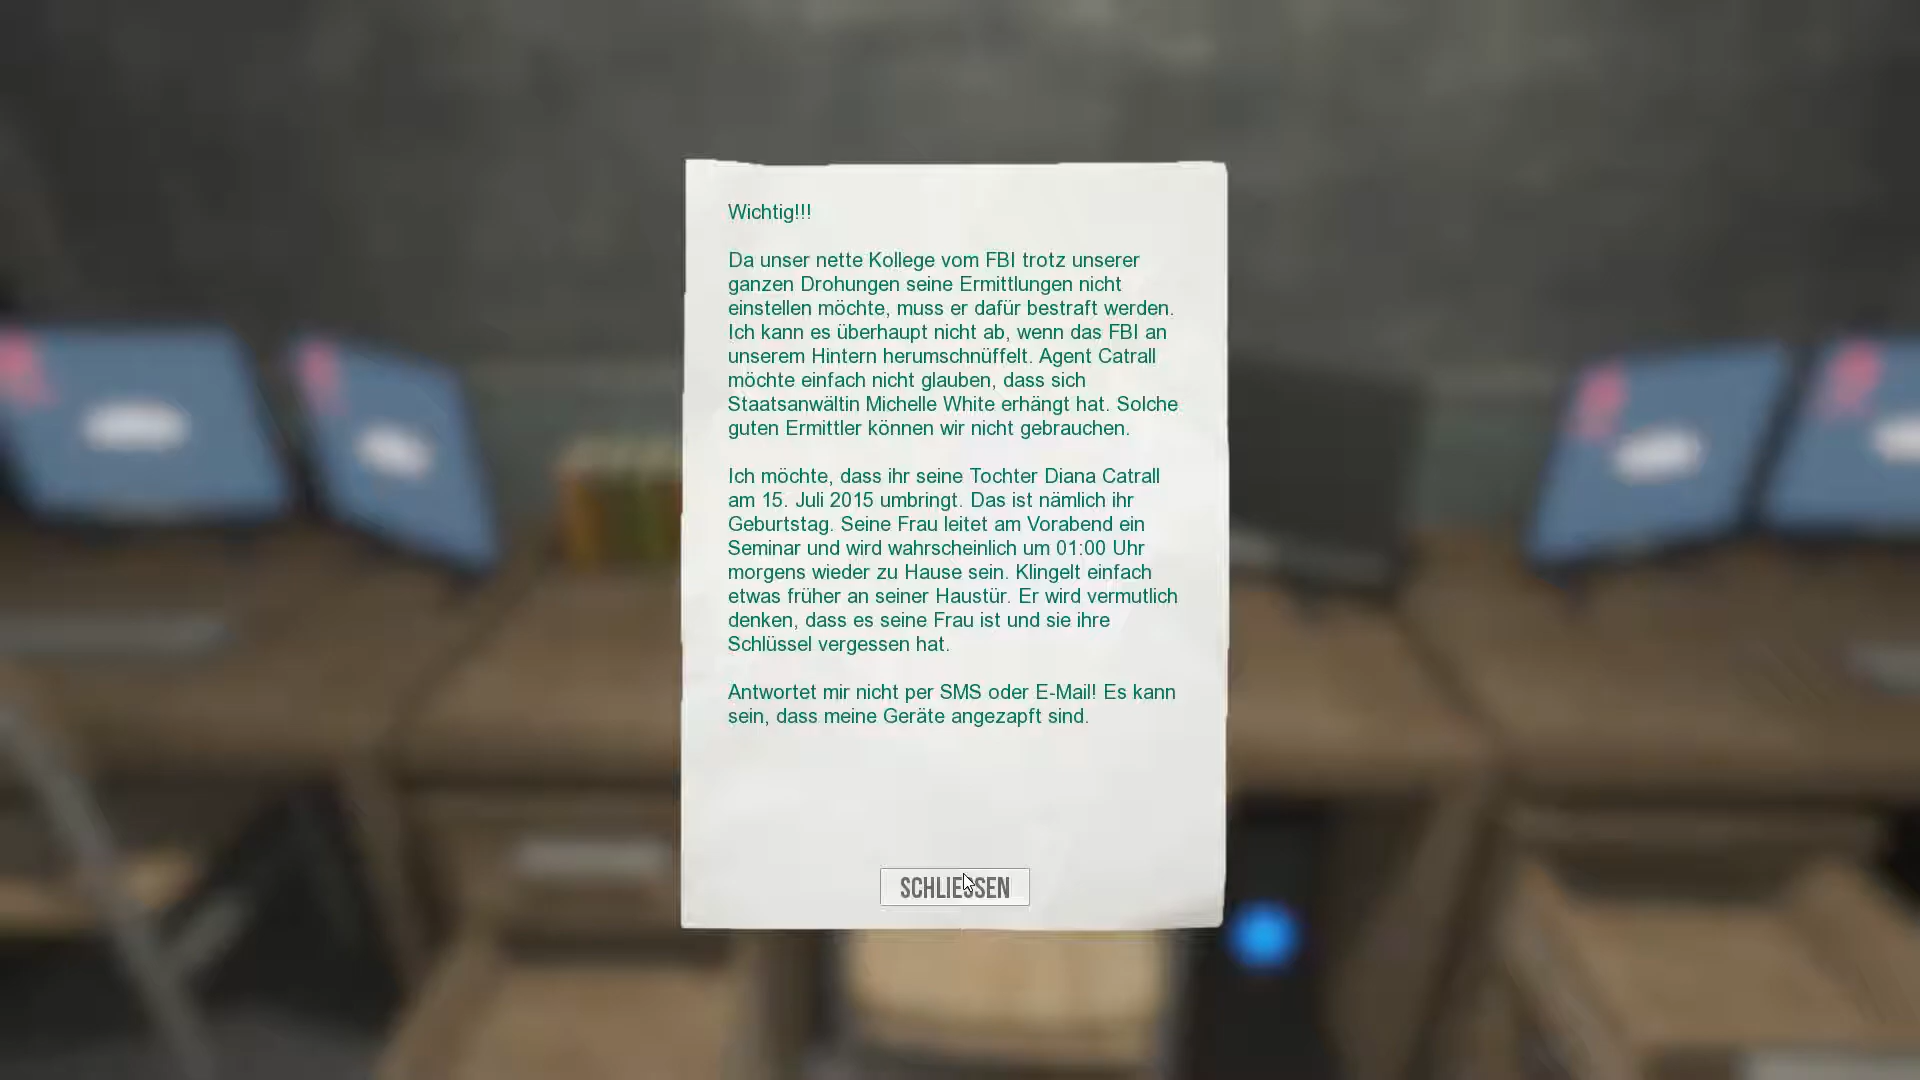 Wichtig!!!
Da unser nette Kollege vom FBI trotz unserer
ganzen Drohungen seine Ermittlungen nicht
einstellen möchte, muss er dafür bestraft werden.
Ich kann es überhaupt nicht ab, wenn das FBI an
unserem Hintern herumschnüffelt. Agent Catrall
möchte einfach nicht glauben, dass sich
Staatsanwältin Michelle White erhängt hat. Solche
guten Ermittler können wir nicht gebrauchen.
Ich möchte, dass ihr seine Tochter Diana Catrall
am 15. Juli 2015 umbringt. Das ist nämlich ihr
Geburtstag. Seine Frau leitet am Vorabend ein
Seminar und wird wahrscheinlich um 01:00 Uhr
morgens wieder zu Hause sein. Klingelt einfach
etwas früher an seiner Haustür. Er wird vermutlich
denken, dass es seine Frau ist und sie ihre
Schlüssel vergessen hat.
Antwortet mir nicht per SMS oder E-Mail! Es kann
sein, dass meine Geräte angezapft sind.
SCHLIESSEN